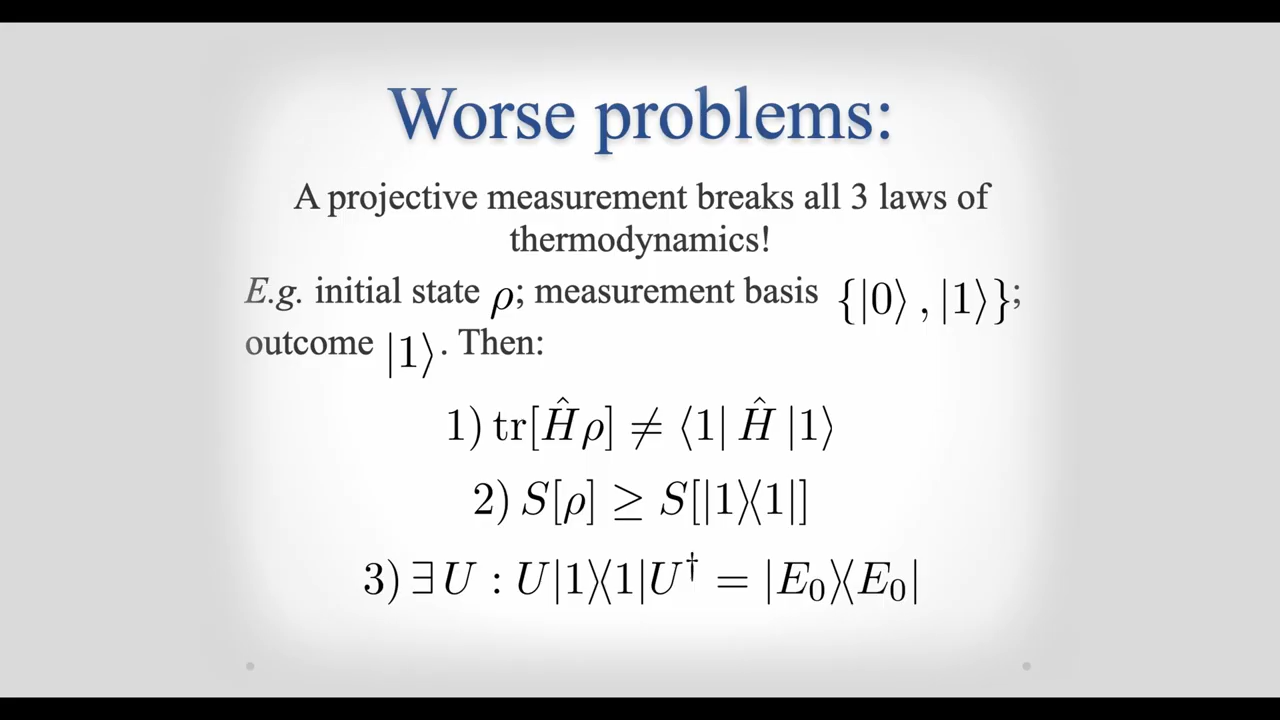 Worse problems:
A projective measurement breaks all 3 laws of
thermodynamics!
E.g. initial state ρ; measurement basis {|0⟩ , |1⟩};
outcome |1⟩. Then:
1) tr[Ĥρ] ≠ ⟨1| Ĥ |1⟩
2) S[ρ] ≥ S[|1⟩⟨1|]
3) ∃ U : U|1⟩⟨1|U† = |E₀⟩⟨E₀|